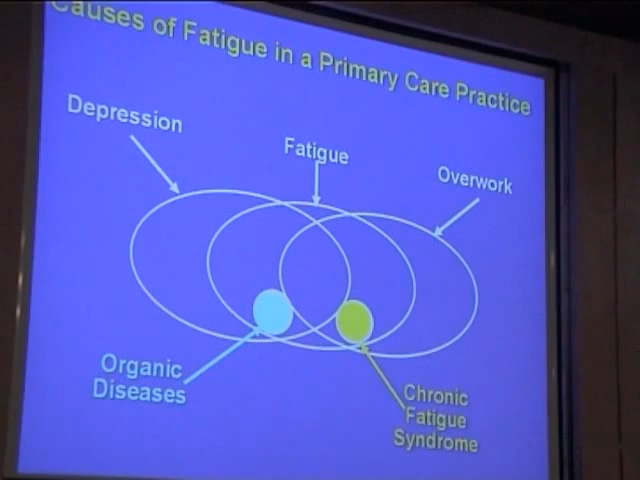 Causes of Fatigue in a Primary Care Practice
Depression
Fatigue
Overwork
Organic
Diseases
Chronic
Fatigue
Syndrome